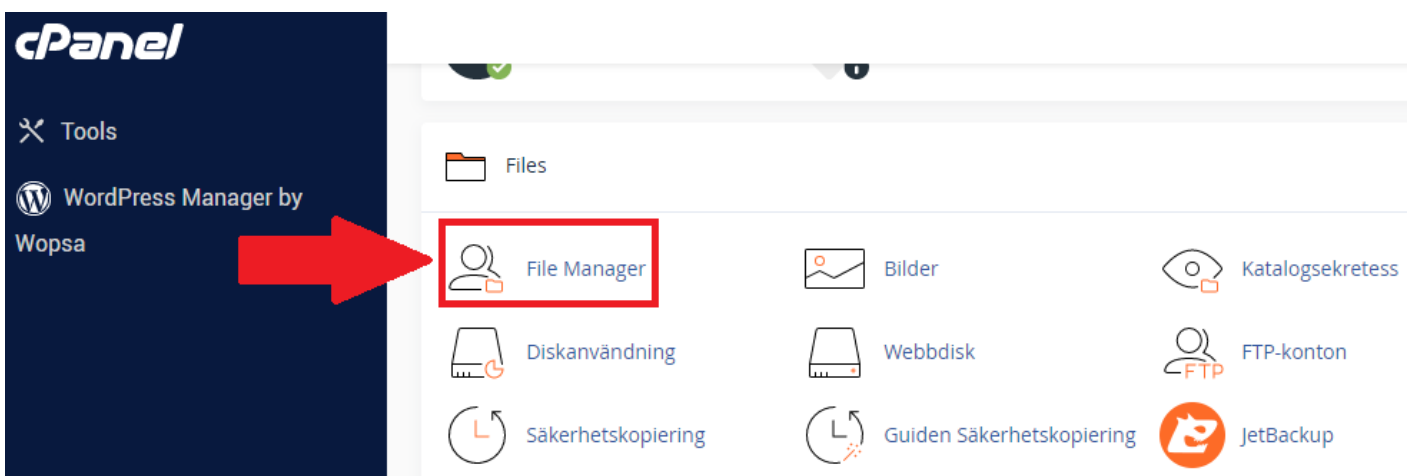 cPanel
Tools
WordPress Manager by
Wopsa
Files
File Manager
Bilder
Katalogsekretess
Diskanvändning
Webbdisk
FTP-konton
FTP
Säkerhetskopiering
Guiden Säkerhetskopiering
JetBackup